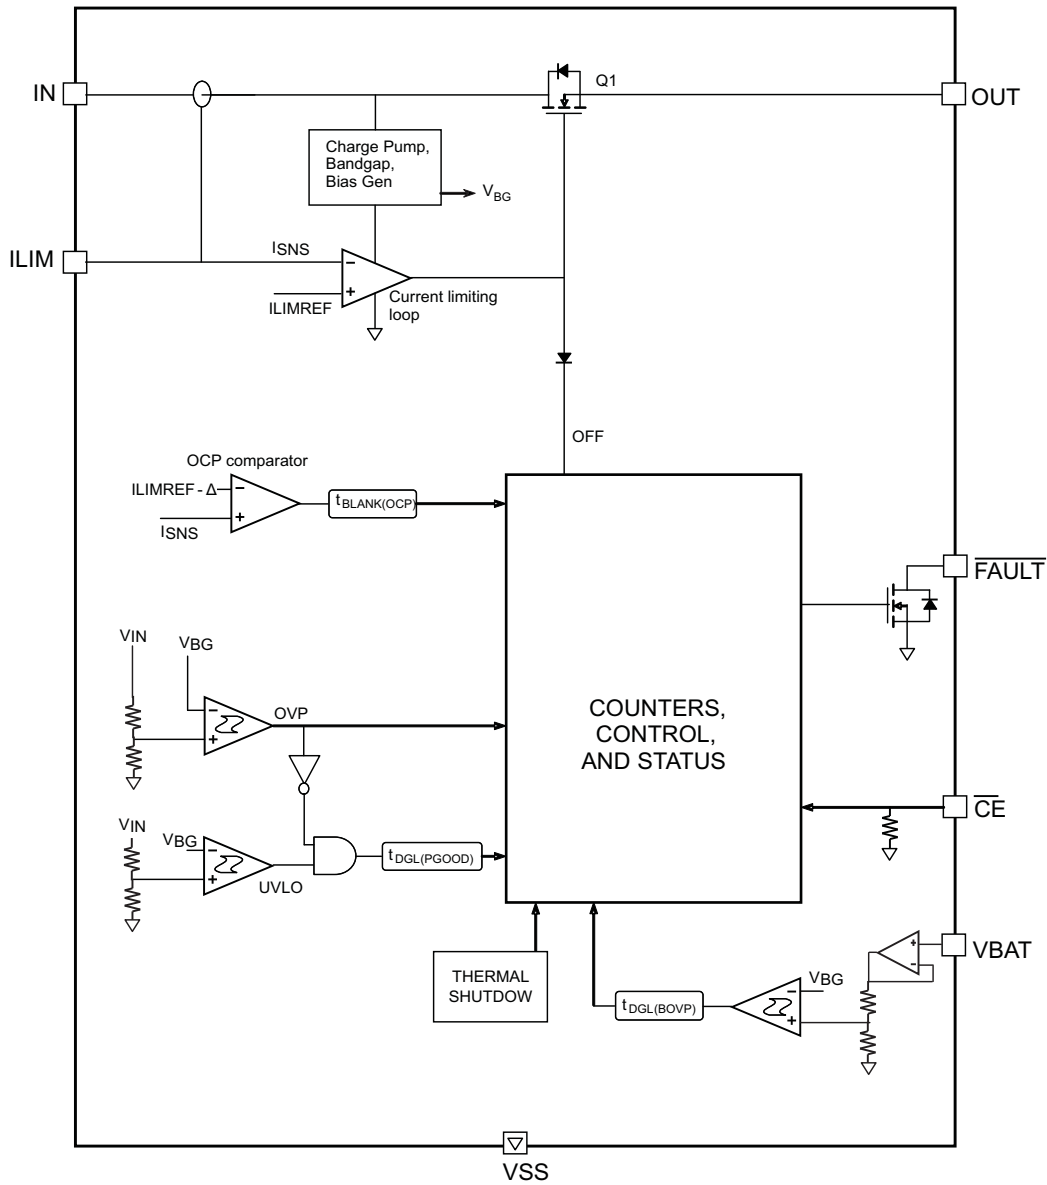 IN
Q1
OUT
Charge Pump,
Bandgap,
Bias Gen
VBG
ILIM
ISNS
ILIMREF
Current limiting
loop
OFF
OCP comparator
ILIMREF - Δ
ISNS
tBLANK(OCP)
FAULT
VIN
VBG
OVP
COUNTERS,
CONTROL,
AND STATUS
CE
VIN
VBG
UVLO
tDGL(PGOOD)
THERMAL
SHUTDOW
VBAT
VBG
tDGL(BOVP)
VSS